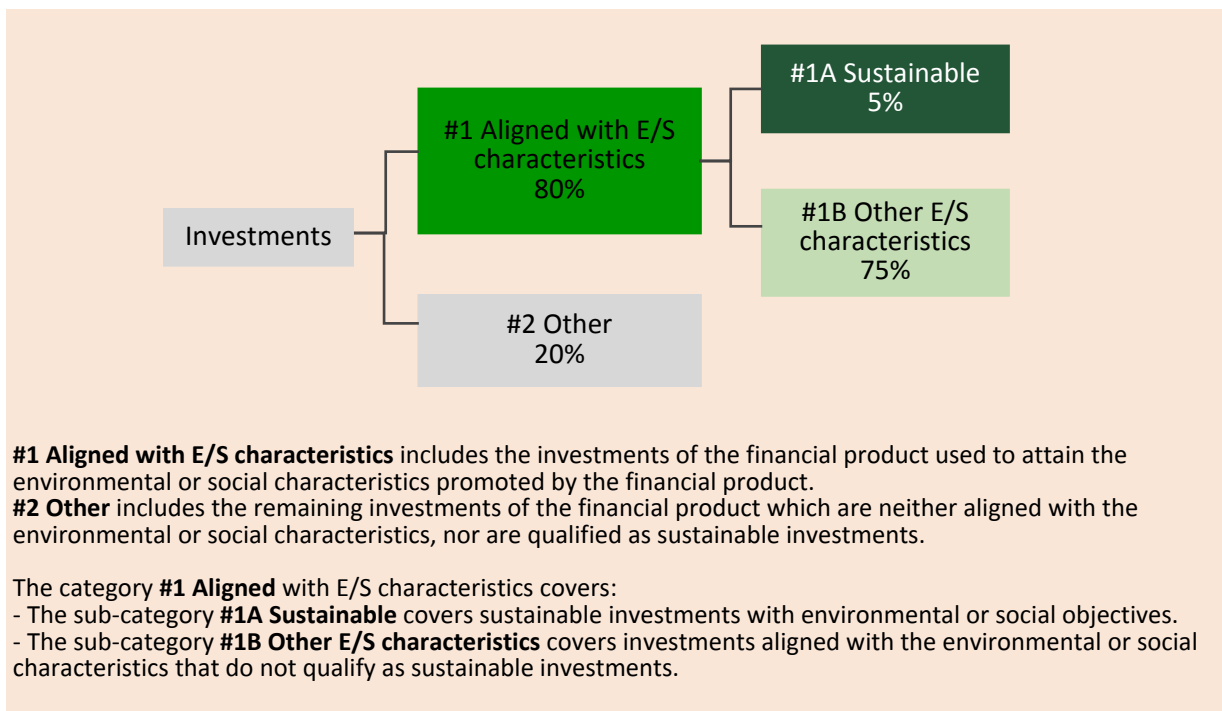 #1A Sustainable
5%
#1 Aligned with E/S
characteristics
80%
#1B Other E/S
characteristics
75%
Investments
#2 Other
20%
#1 Aligned with E/S characteristics includes the investments of the financial product used to attain the
environmental or social characteristics promoted by the financial product.
#2 Other includes the remaining investments of the financial product which are neither aligned with the
environmental or social characteristics, nor are qualified as sustainable investments.
The category #1 Aligned with E/S characteristics covers:
- The sub-category #1A Sustainable covers sustainable investments with environmental or social objectives.
- The sub-category #1B Other E/S characteristics covers investments aligned with the environmental or social
characteristics that do not qualify as sustainable investments.